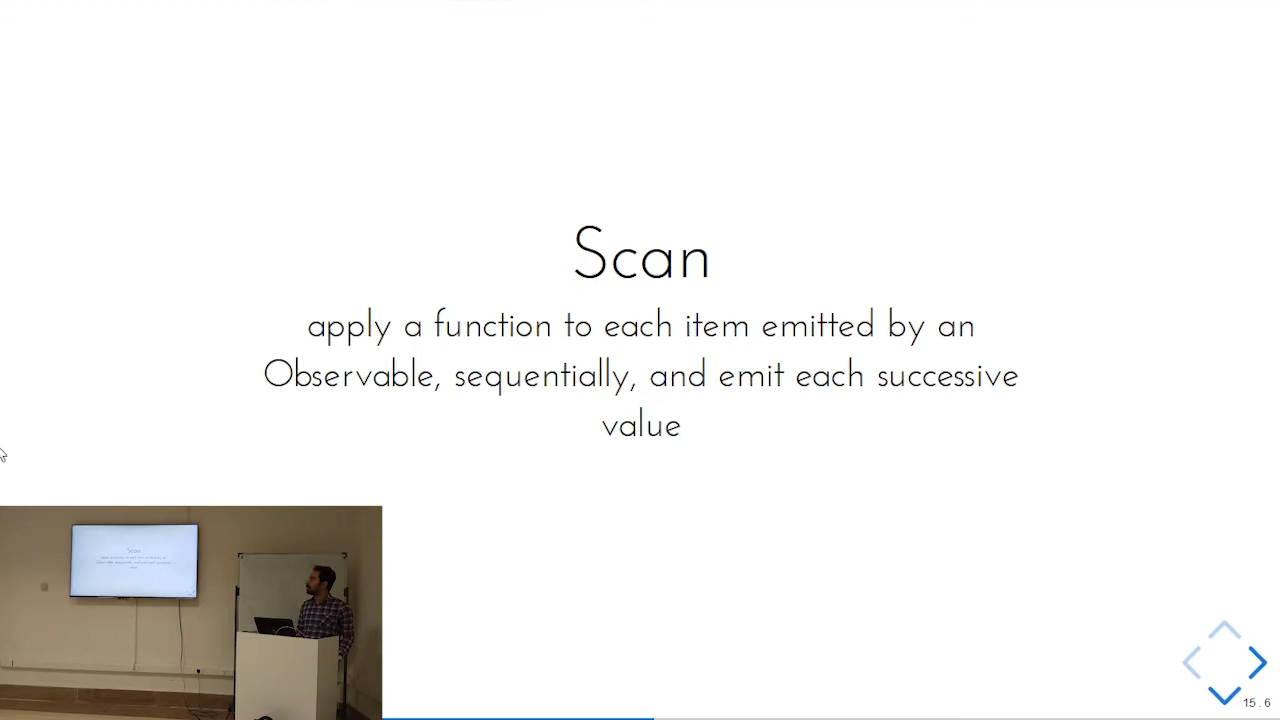 Scan
apply a function to each item emitted by an
Observable, sequentially, and emit each successive
value
15 . 6